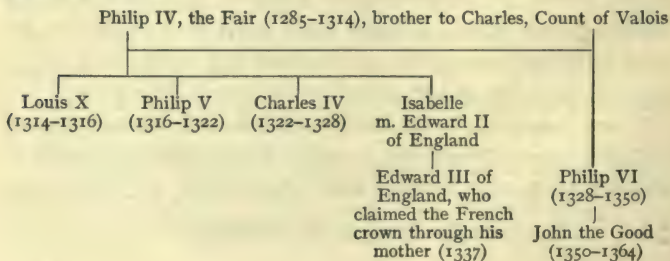 Philip IV, the Fair (1285–1314), brother to Charles, Count of Valois
Louis X
(1314–1316)
Philip V
(1316–1322)
Charles IV
(1322–1328)
Isabelle
m. Edward II
of England
Edward III of
England, who
claimed the French
crown through his
mother (1337)
Philip VI
(1328–1350)
John the Good
(1350–1364)